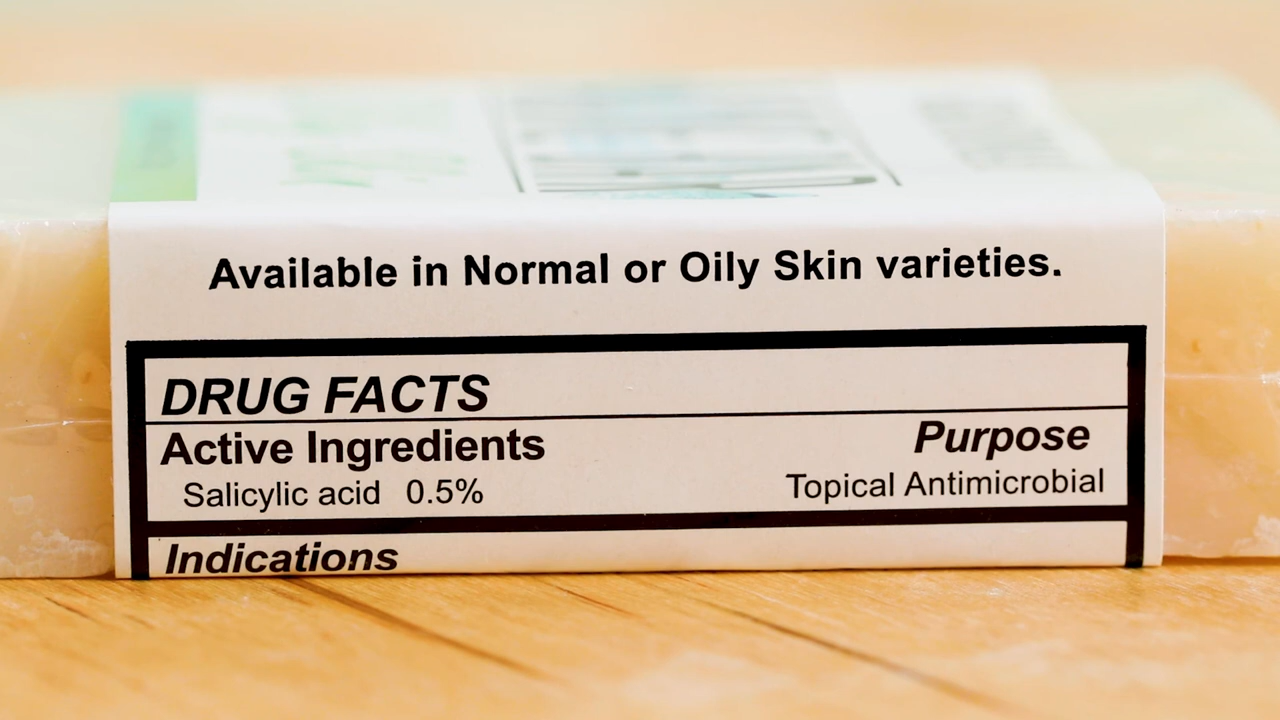 Available in Normal or Oily Skin varieties.
DRUG FACTS
Active Ingredients Purpose
Salicylic acid 0.5% Topical Antimicrobial
Indications